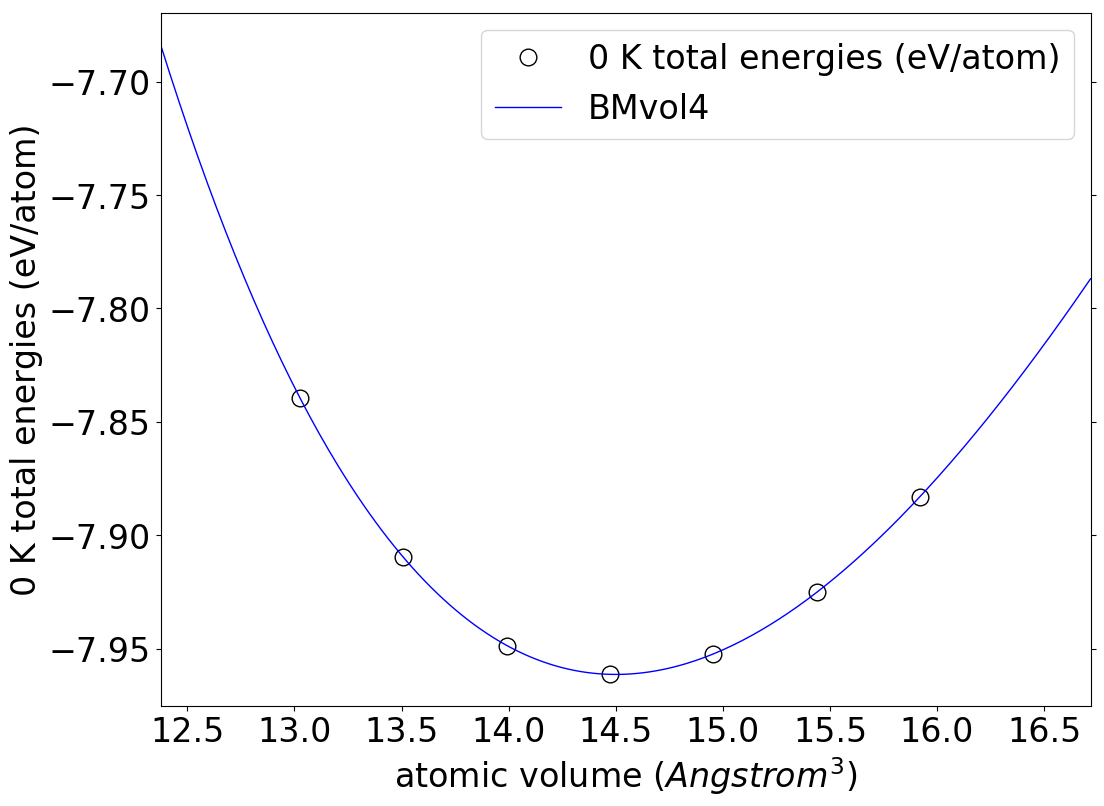 0 K total energies (eV/atom)
BMvol4
0 K total energies (eV/atom)
−7.70
−7.75
−7.80
−7.85
−7.90
−7.95
12.5 13.0 13.5 14.0 14.5 15.0 15.5 16.0 16.5
atomic volume (Angstrom³)